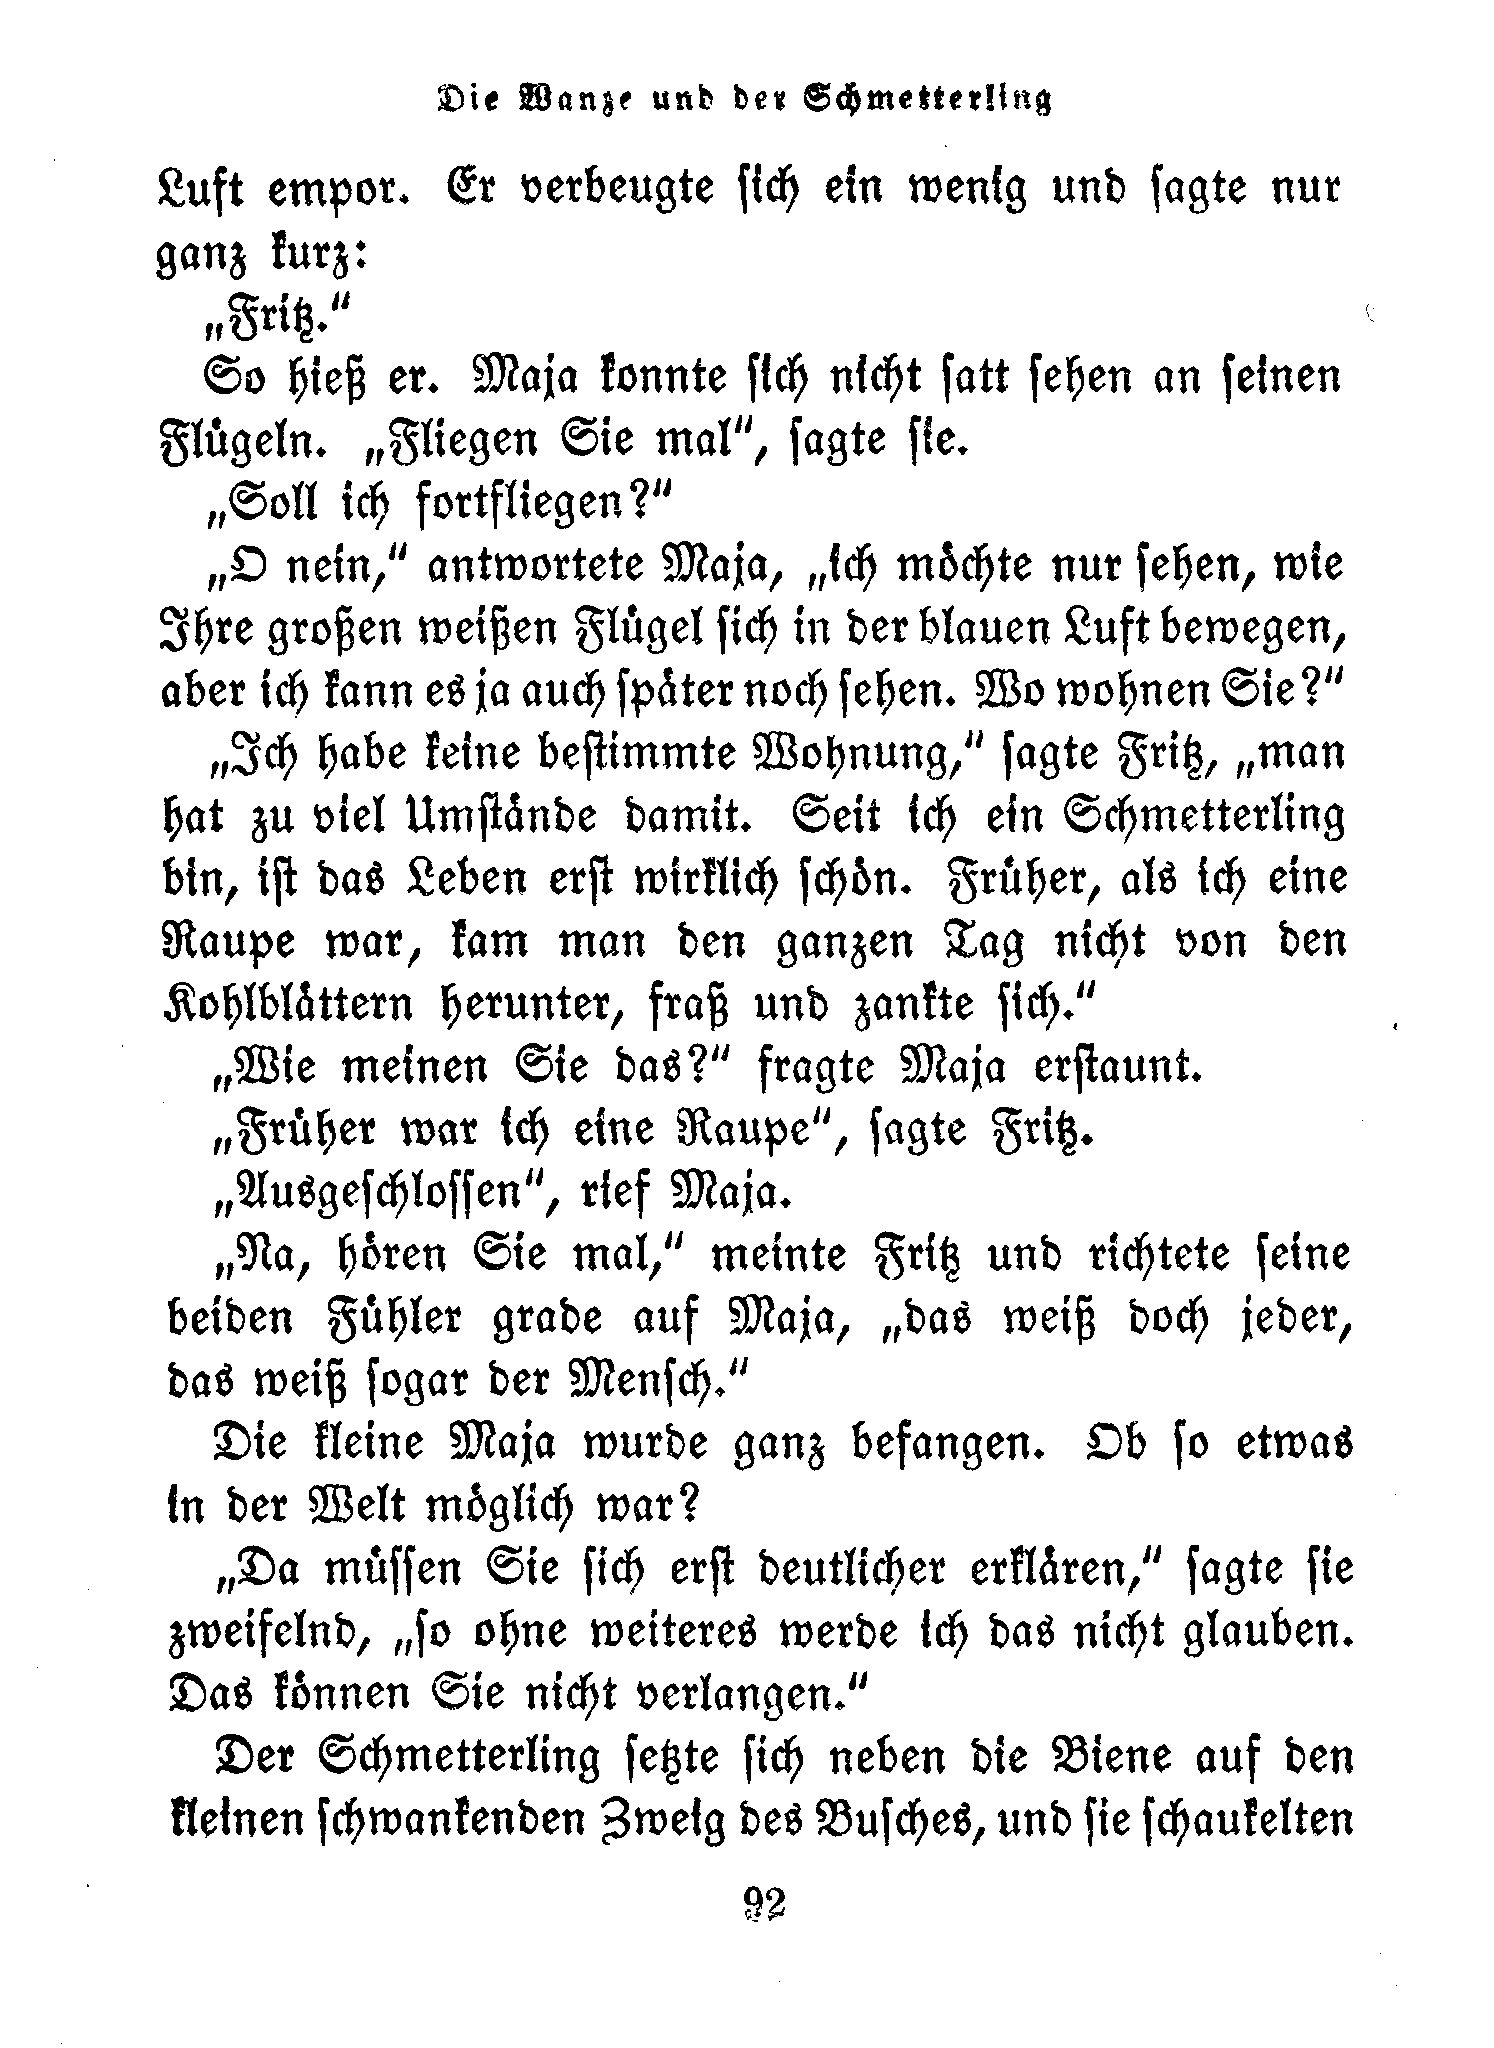 Die Wanze und der Schmetterling
Luft empor. Er verbeugte sich ein wenig und sagte nur
ganz kurz:
„Fritz.“
So hieß er. Maja konnte sich nicht satt sehen an seinen
Flügeln. „Fliegen Sie mal“, sagte sie.
„Soll ich fortfliegen?“
„O nein,“ antwortete Maja, „ich möchte nur sehen, wie
Ihre großen weißen Flügel sich in der blauen Luft bewegen,
aber ich kann es ja auch später noch sehen. Wo wohnen Sie?“
„Ich habe keine bestimmte Wohnung,“ sagte Fritz, „man
hat zu viel Umstände damit. Seit ich ein Schmetterling
bin, ist das Leben erst wirklich schön. Früher, als ich eine
Raupe war, kam man den ganzen Tag nicht von den
Kohlblättern herunter, fraß und zankte sich.“
„Wie meinen Sie das?“ fragte Maja erstaunt.
„Früher war ich eine Raupe“, sagte Fritz.
„Ausgeschlossen“, rief Maja.
„Na, hören Sie mal,“ meinte Fritz und richtete seine
beiden Fühler grade auf Maja, „das weiß doch jeder,
das weiß sogar der Mensch.“
Die kleine Maja wurde ganz befangen. Ob so etwas
in der Welt möglich war?
„Da müssen Sie sich erst deutlicher erklären,“ sagte sie
zweifelnd, „so ohne weiteres werde ich das nicht glauben.
Das können Sie nicht verlangen.“
Der Schmetterling setzte sich neben die Biene auf den
kleinen schwankenden Zweig des Busches, und sie schaukelten
92